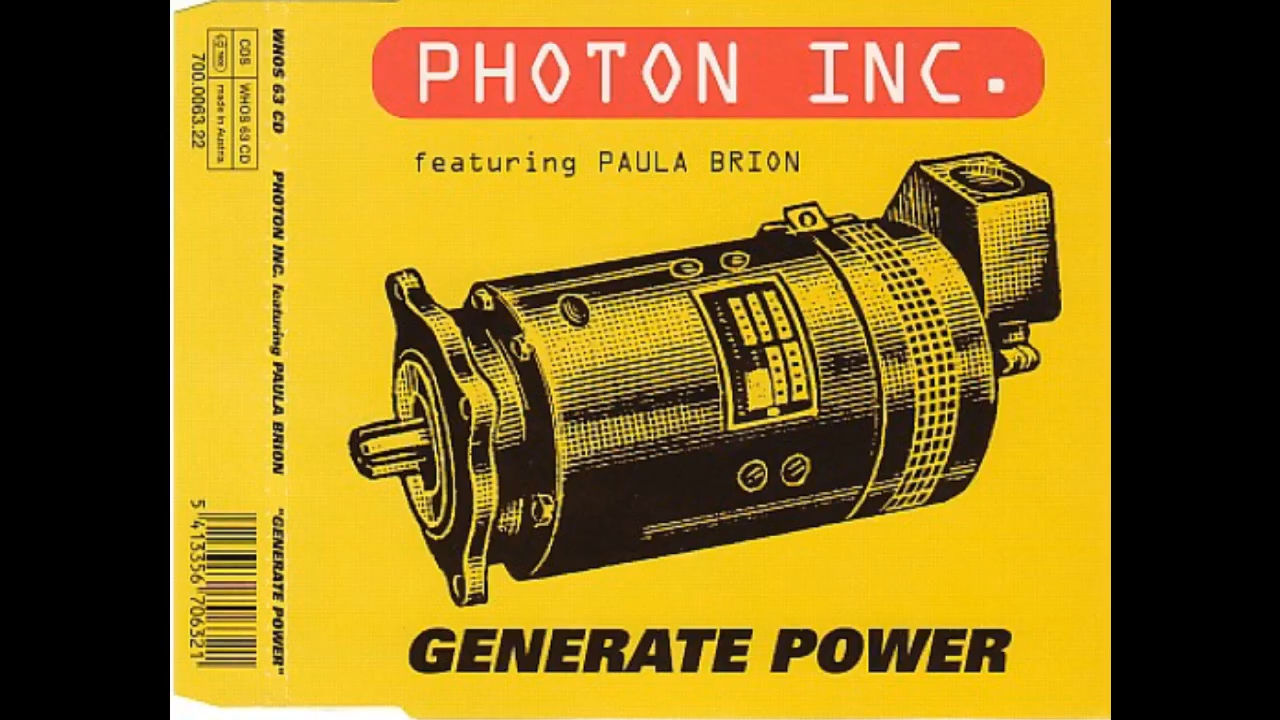 PHOTON INC.
featuring PAULA BRION
GENERATE POWER
WHOS 63 CD PHOTON INC. featuring PAULA BRION "GENERATE POWER"
CDS WHOS 63 CD
made in Austria
700.0063.22
5 413356 706321